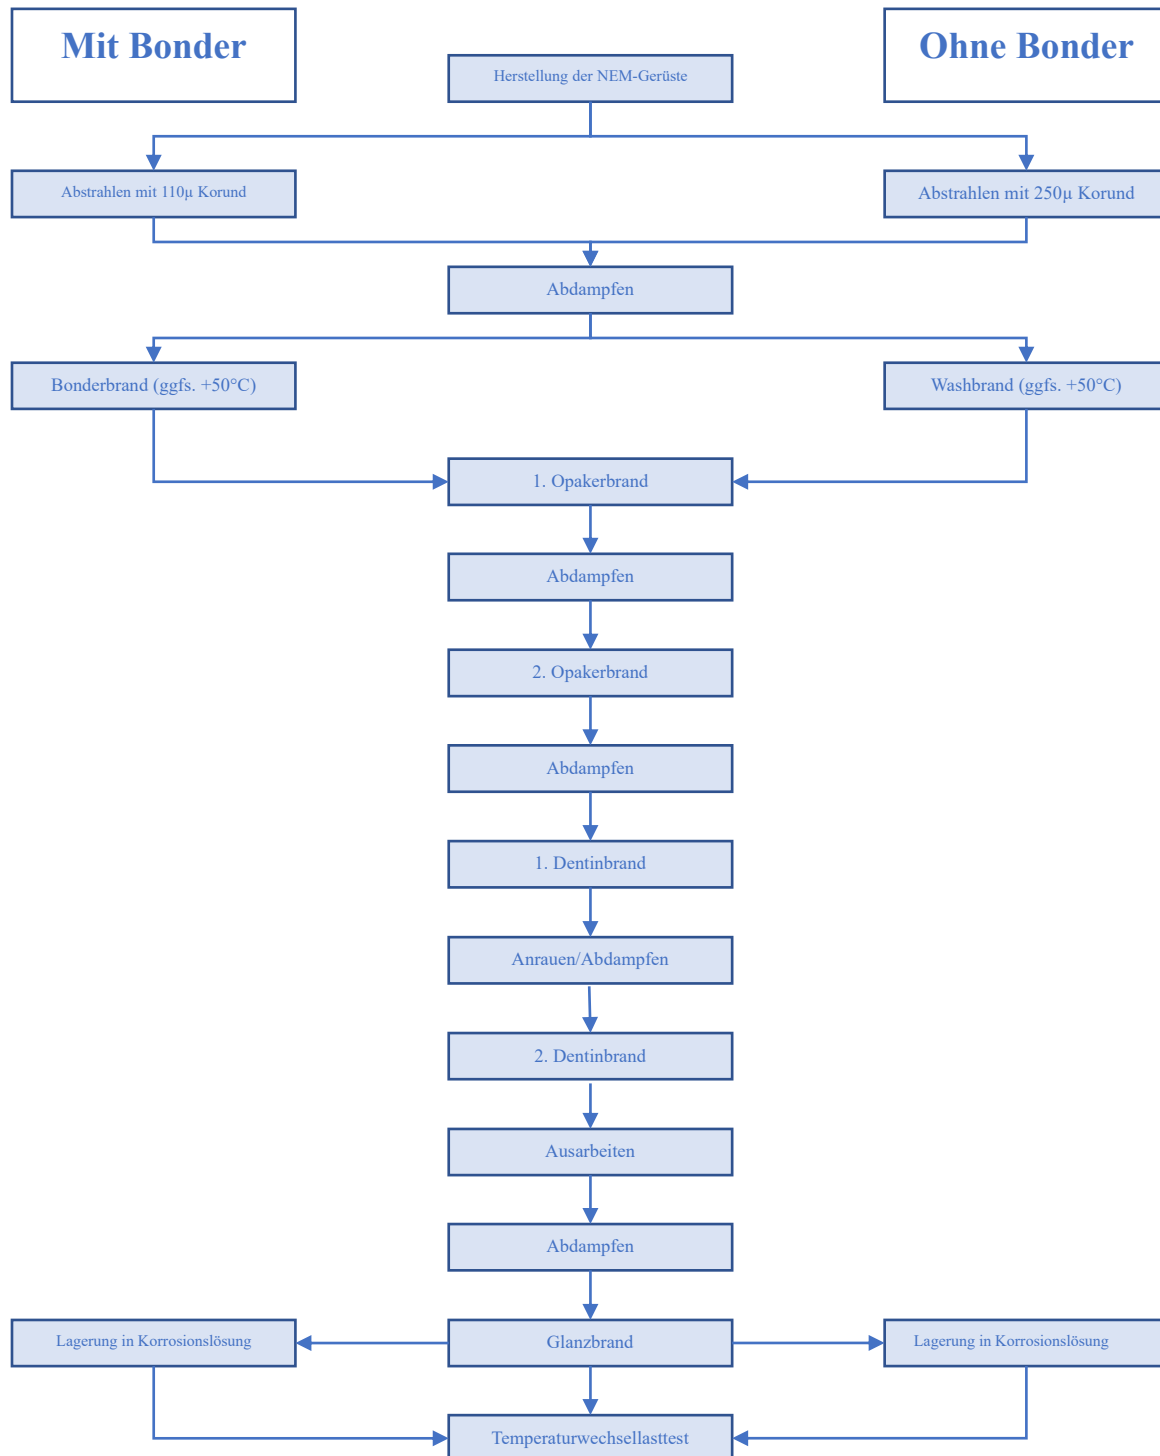 Mit Bonder
Ohne Bonder
Herstellung der NEM-Gerüste
Abstrahlen mit 110µ Korund
Abstrahlen mit 250µ Korund
Abdampfen
Bonderbrand (ggfs. +50°C)
Washbrand (ggfs. +50°C)
1. Opakerbrand
Abdampfen
2. Opakerbrand
Abdampfen
1. Dentinbrand
Anrauen/Abdampfen
2. Dentinbrand
Ausarbeiten
Abdampfen
Lagerung in Korrosionslösung
Glanzbrand
Lagerung in Korrosionslösung
Temperaturwechsellasttest